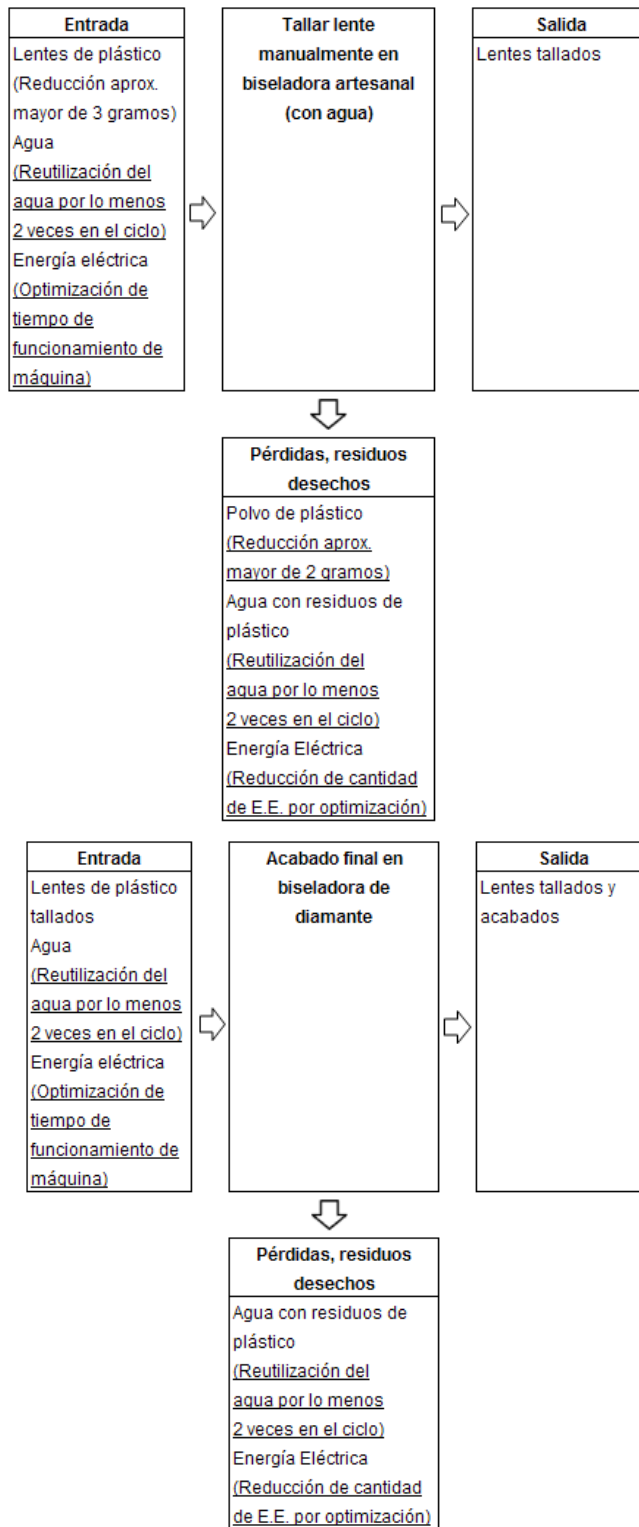 Entrada
Lentes de plástico
(Reducción aprox.
mayor de 3 gramos)
Agua
(Reutilización del
agua por lo menos
2 veces en el ciclo)
Energía eléctrica
(Optimización de
tiempo de
funcionamiento de
máquina)
Tallar lente
manualmente en
biseladora artesanal
(con agua)
Salida
Lentes tallados
Pérdidas, residuos
desechos
Polvo de plástico
(Reducción aprox.
mayor de 2 gramos)
Agua con residuos de
plástico
(Reutilización del
agua por lo menos
2 veces en el ciclo)
Energía Eléctrica
(Reducción de cantidad
de E.E. por optimización)
Entrada
Lentes de plástico
tallados
Agua
(Reutilización del
agua por lo menos
2 veces en el ciclo)
Energía eléctrica
(Optimización de
tiempo de
funcionamiento de
máquina)
Acabado final en
biseladora de
diamante
Salida
Lentes tallados y
acabados
Pérdidas, residuos
desechos
Agua con residuos de
plástico
(Reutilización del
agua por lo menos
2 veces en el ciclo)
Energía Eléctrica
(Reducción de cantidad
de E.E. por optimización)